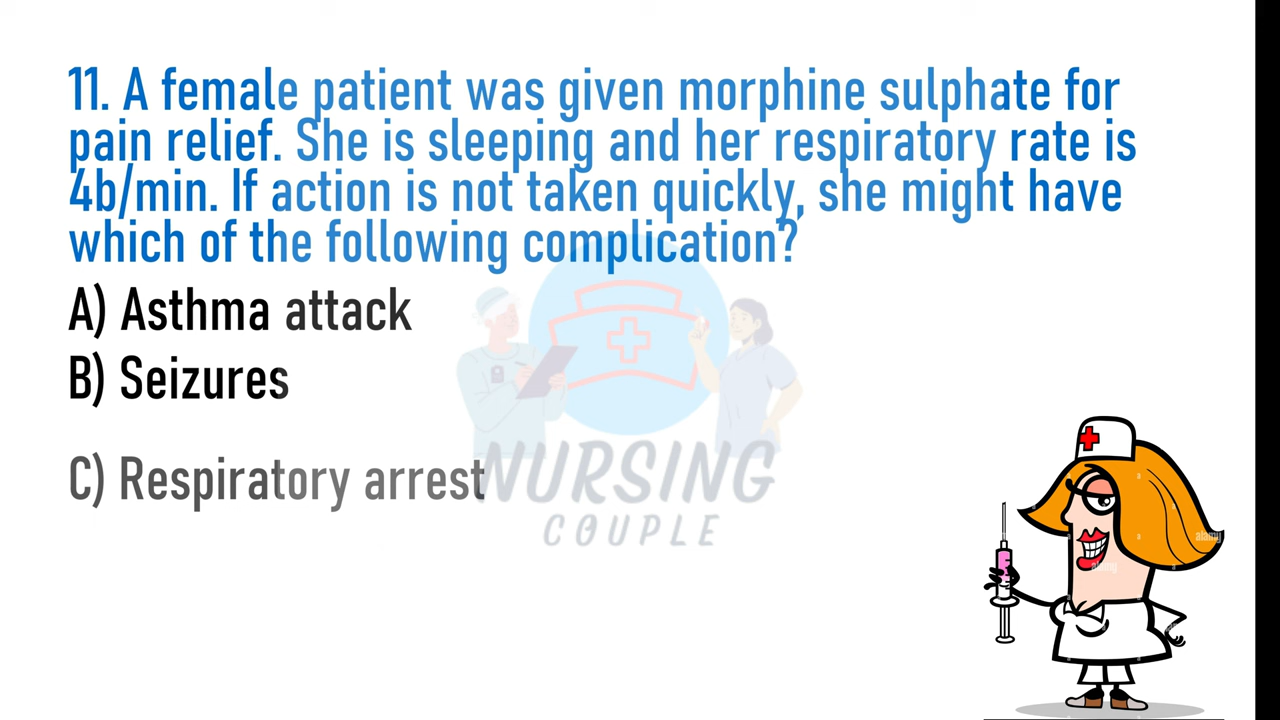 11. A female patient was given morphine sulphate for
pain relief. She is sleeping and her respiratory rate is
4b/min. If action is not taken quickly, she might have
which of the following complication?
A) Asthma attack
B) Seizures
C) Respiratory arrest
NURSING
COUPLE
alamy
alamy